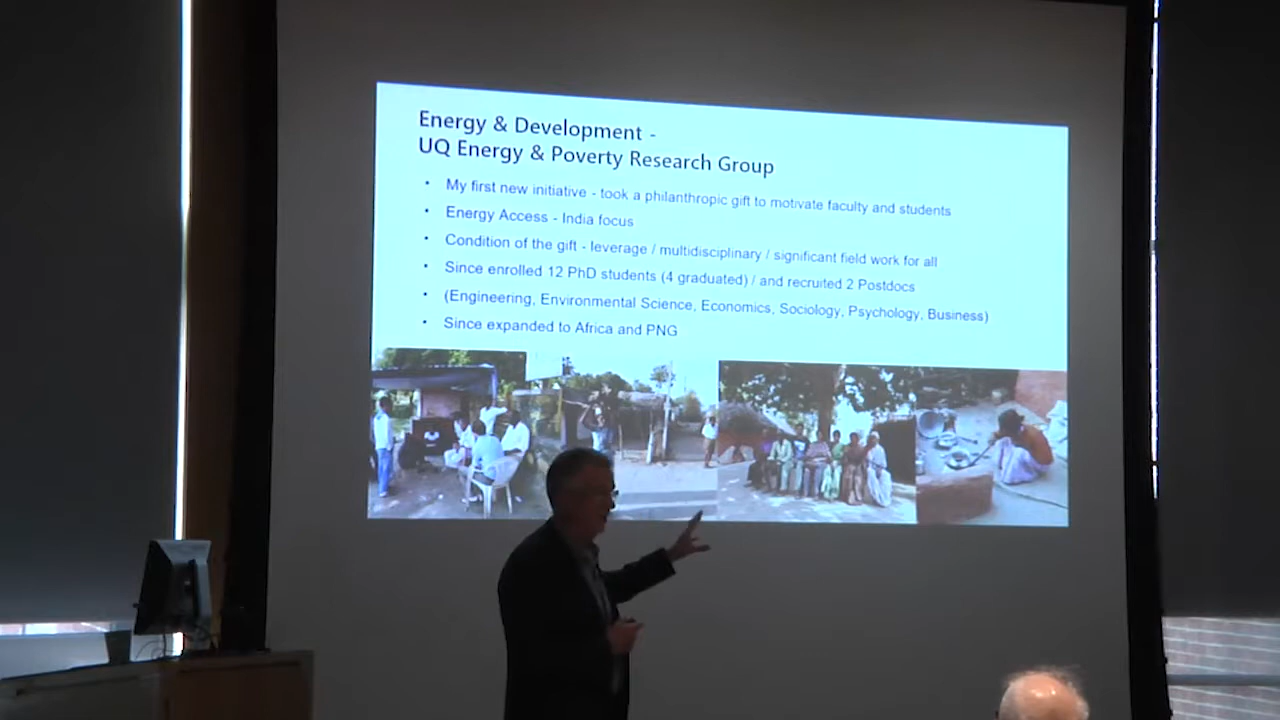 Energy & Development -
UQ Energy & Poverty Research Group
• My first new initiative - took a philanthropic gift to motivate faculty and students
• Energy Access - India focus
• Condition of the gift - leverage / multidisciplinary / significant field work for all
• Since enrolled 12 PhD students (4 graduated) / and recruited 2 Postdocs
• (Engineering, Environmental Science, Economics, Sociology, Psychology, Business)
• Since expanded to Africa and PNG